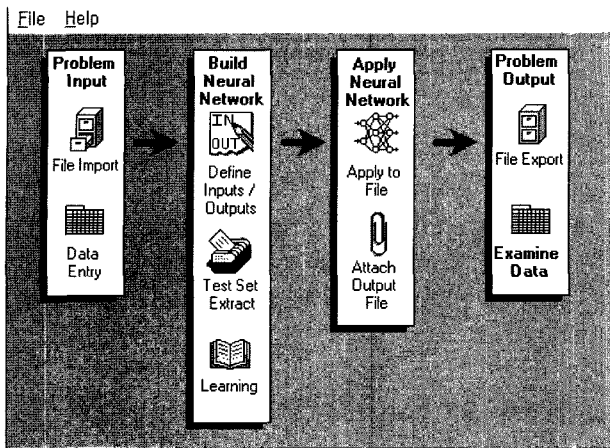 File Help
Problem
Input
File Import
Data
Entry
Build
Neural
Network
IN
OUT
Define
Inputs /
Outputs
Test Set
Extract
Learning
Apply
Neural
Network
Apply to
File
Attach
Output
File
Problem
Output
File Export
Examine
Data